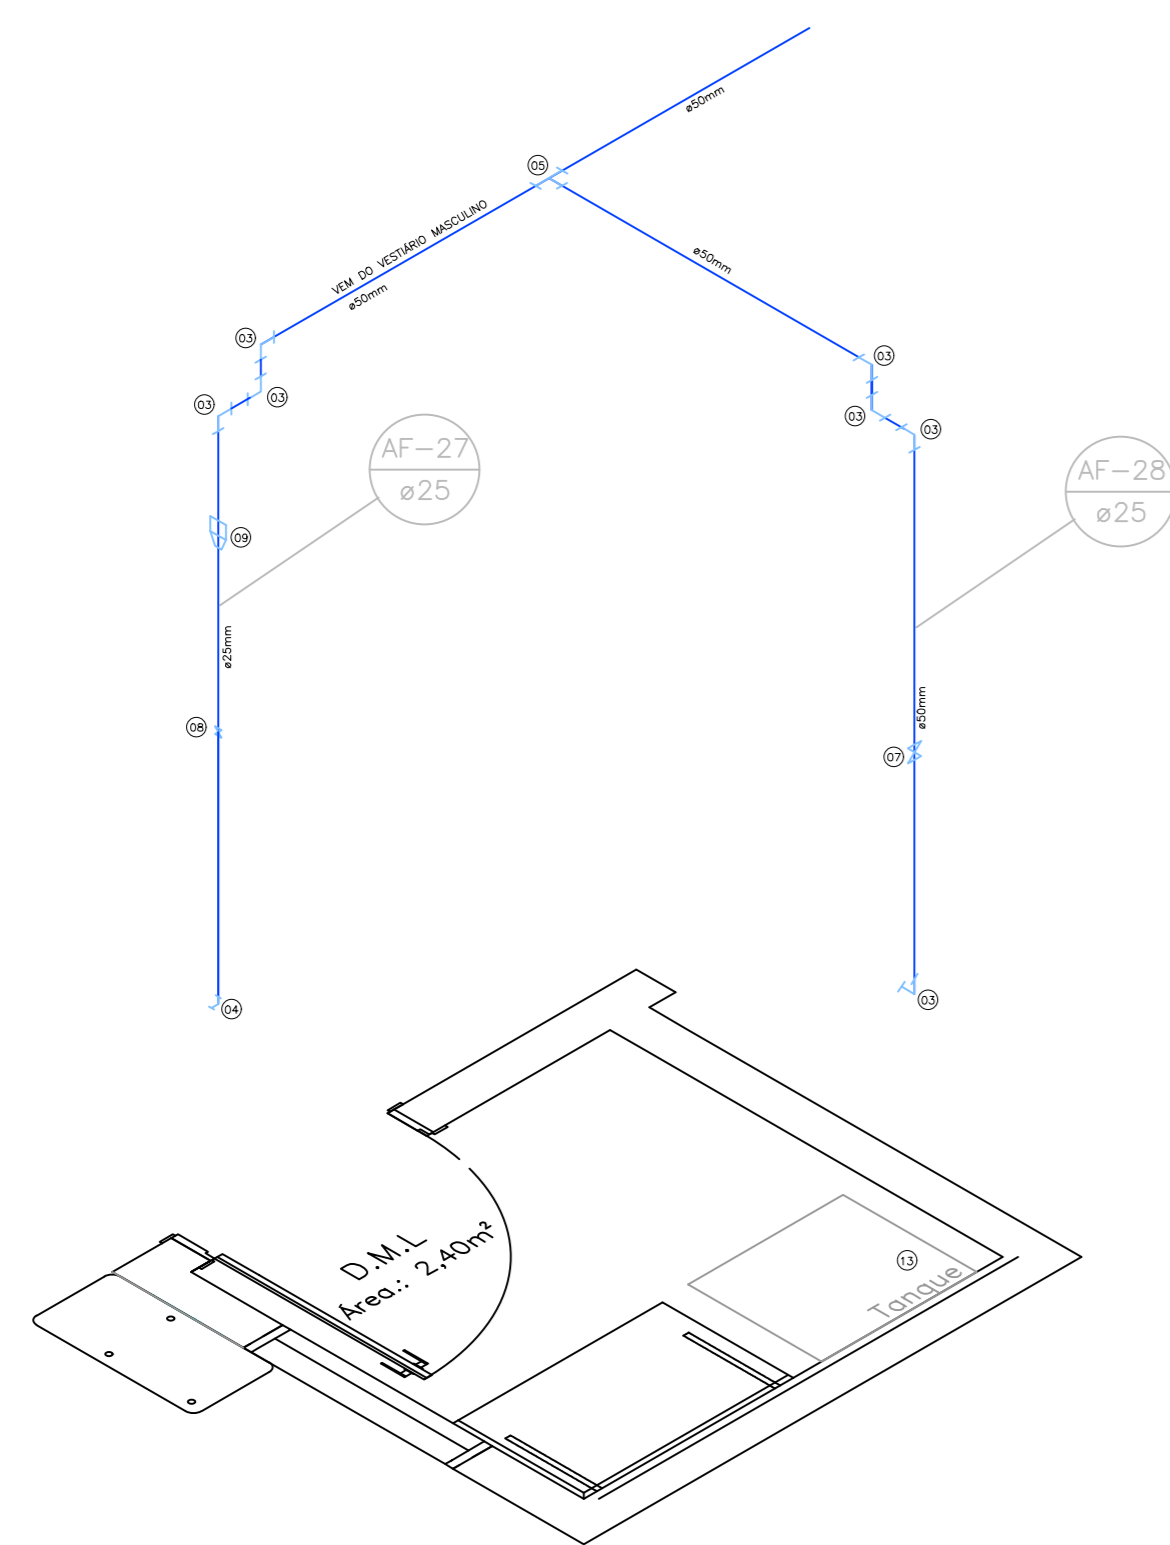 ø50mm
05
VEM DO VESTIÁRIO MASCULINO
ø50mm
ø50mm
03
03
03
03
03
03
AF-27
ø25
AF-28
ø25
09
ø25mm
ø50mm
08
07
04
03
D.M.L
Área.: 2,40m²
13
Tanque